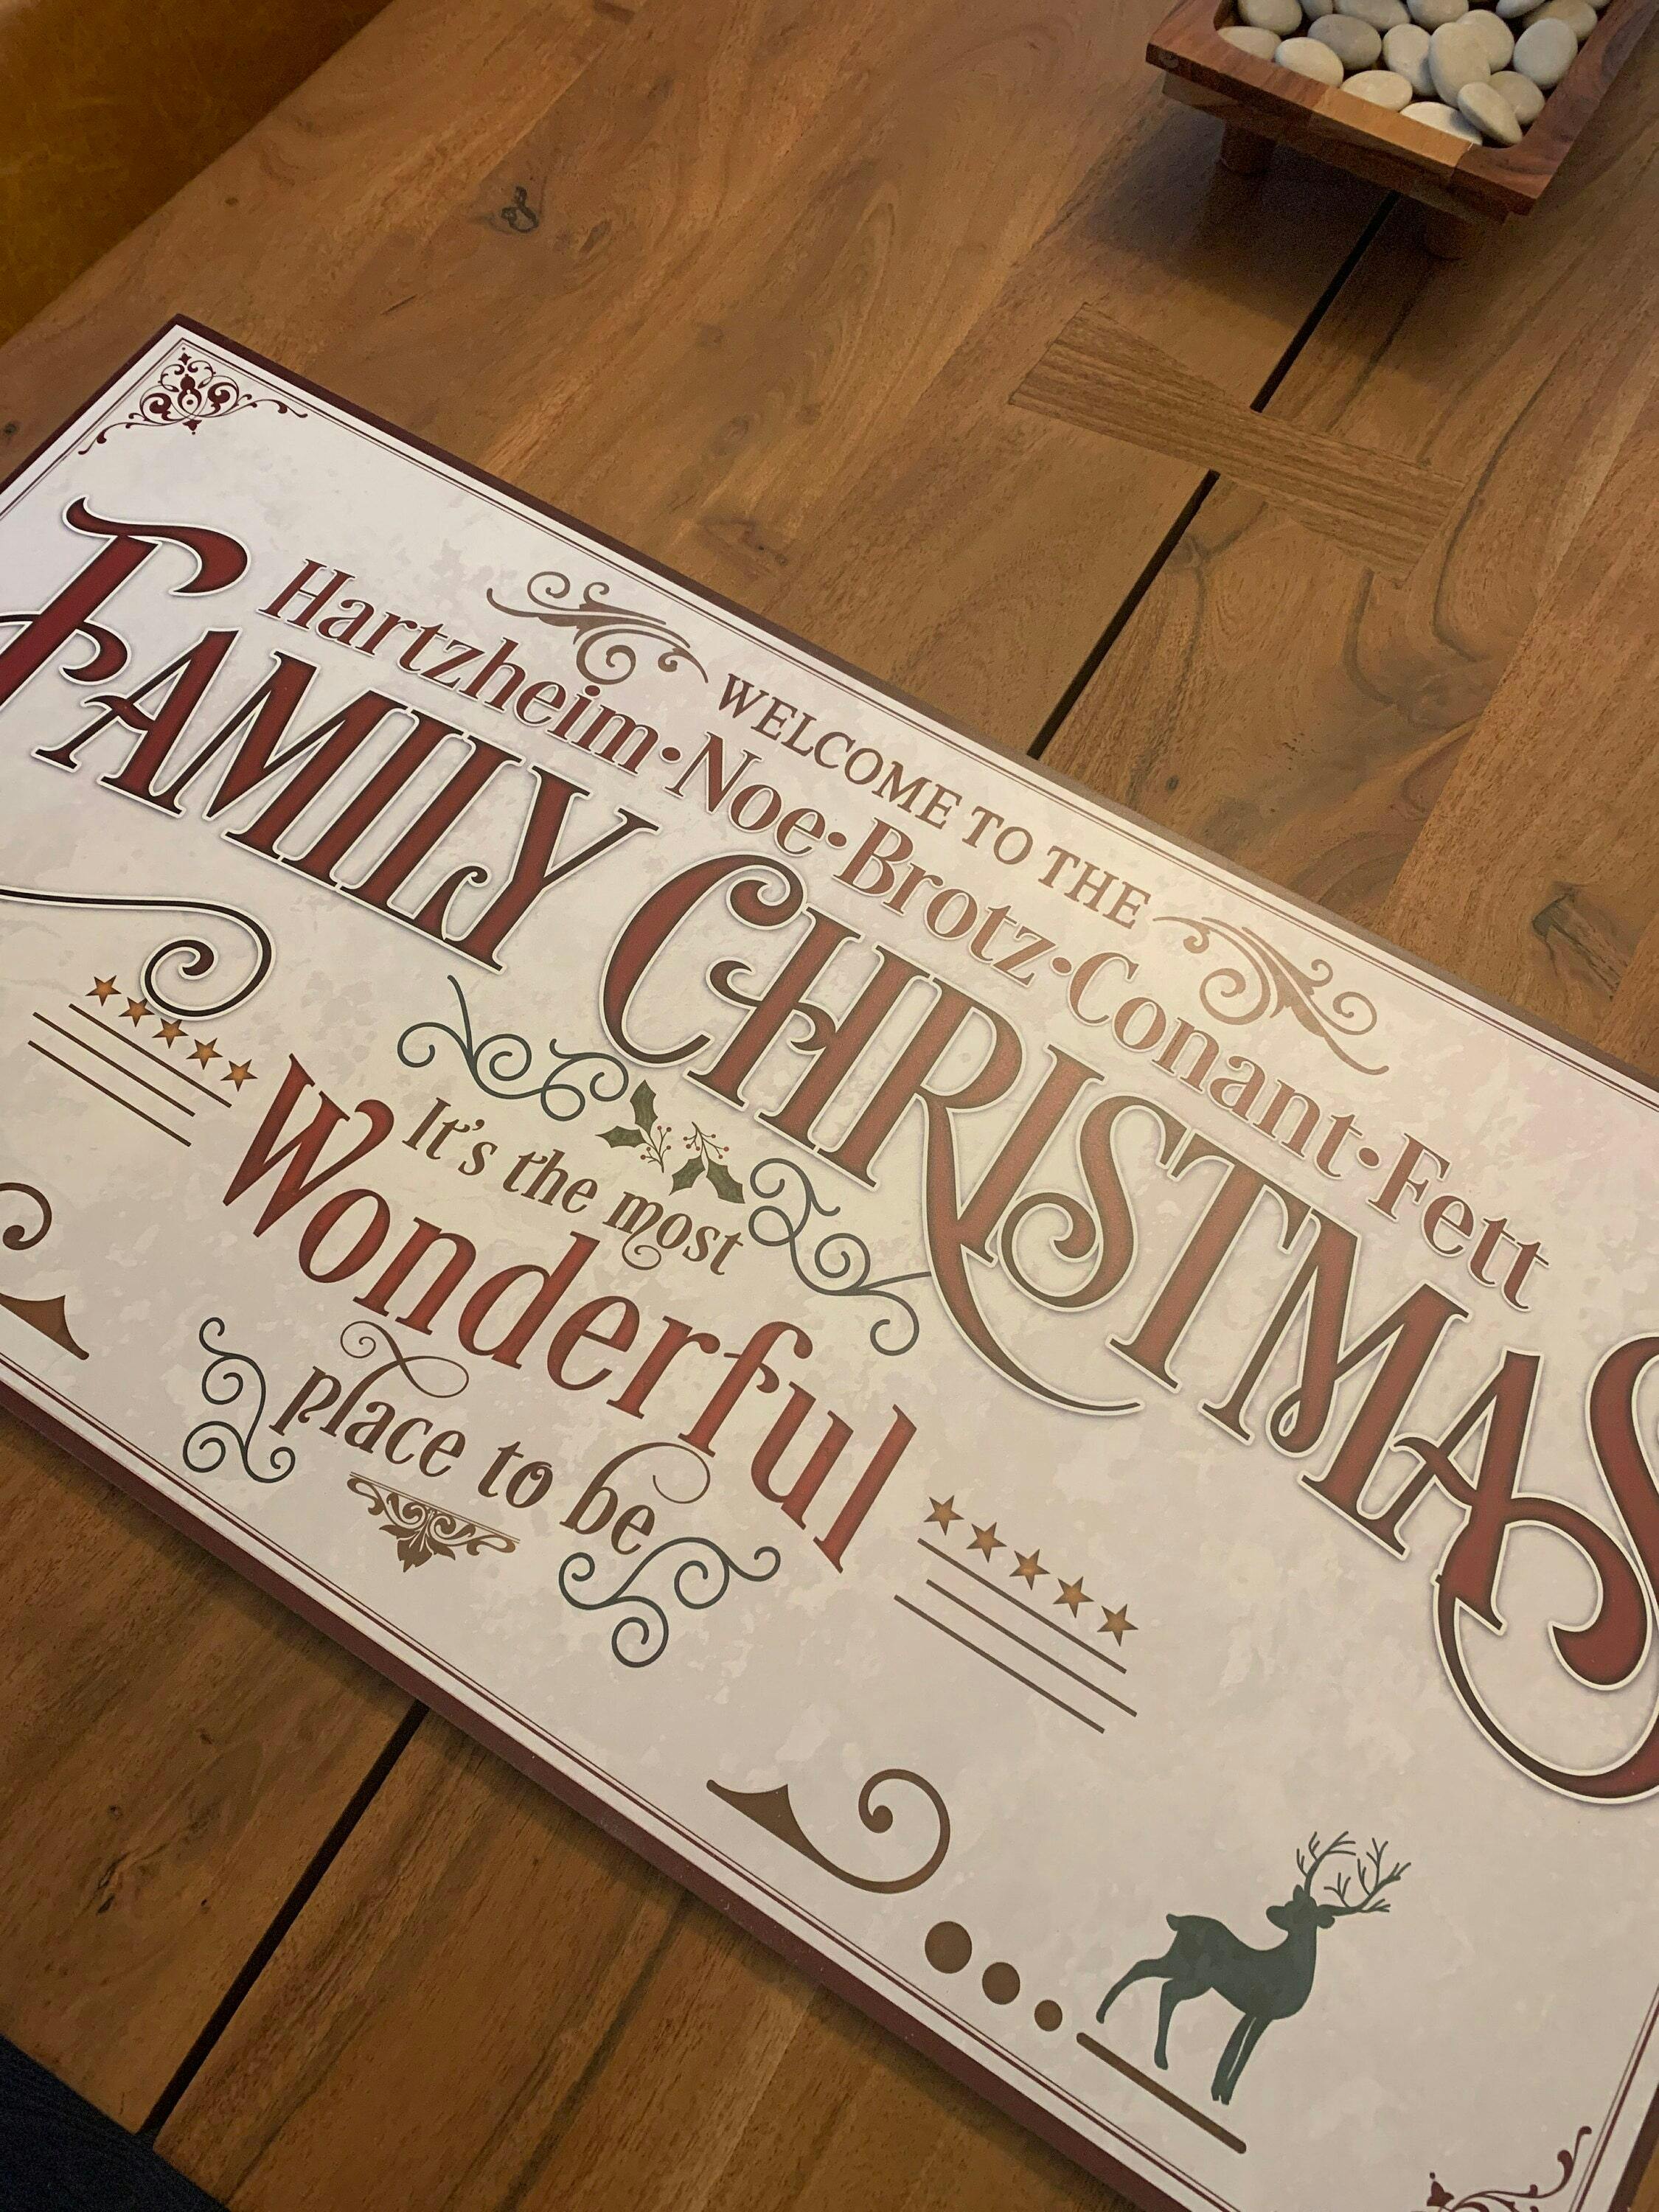 WELCOME TO THE
Hartzheim•Noe•Brotz•Conant•Fett
FAMILY CHRISTMAS
It's the most
Wonderful
place to be